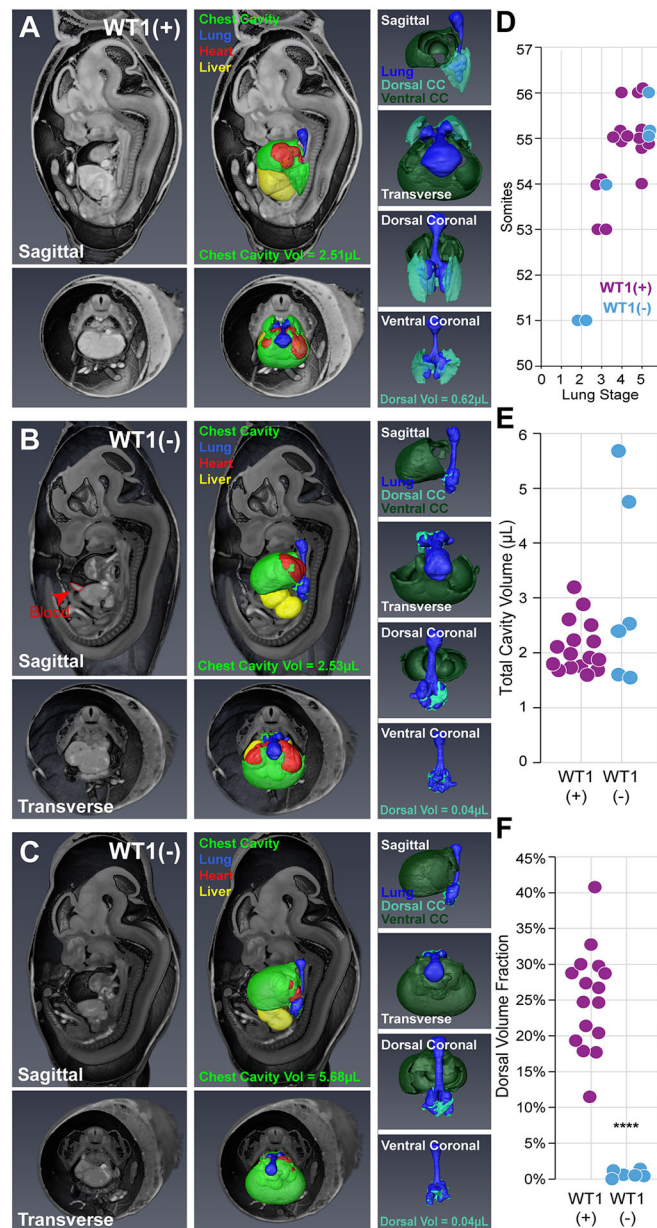 A
WT1(+)
Sagittal
Chest Cavity
Lung
Heart
Liver
Chest Cavity Vol = 2.51µL
Sagittal
Lung
Dorsal CC
Ventral CC
Transverse
Dorsal Coronal
Ventral Coronal
Dorsal Vol = 0.62µL
B
WT1(-)
Blood
Sagittal
Transverse
Chest Cavity
Lung
Heart
Liver
Chest Cavity Vol = 2.53µL
Sagittal
Lung
Dorsal CC
Ventral CC
Transverse
Dorsal Coronal
Ventral Coronal
Dorsal Vol = 0.04µL
C
WT1(-)
Sagittal
Transverse
Chest Cavity
Lung
Heart
Liver
Chest Cavity Vol = 5.68µL
Sagittal
Lung
Dorsal CC
Ventral CC
Transverse
Dorsal Coronal
Ventral Coronal
Dorsal Vol = 0.04µL
D
57
56
55
54
53
52
51
50
Somites
WT1(+)
WT1(-)
0 1 2 3 4 5
Lung Stage
E
6
5
4
3
2
1
0
Total Cavity Volume (µL)
WT1 WT1
(+) (-)
F
45%
40%
35%
30%
25%
20%
15%
10%
5%
0%
Dorsal Volume Fraction
****
WT1 WT1
(+) (-)